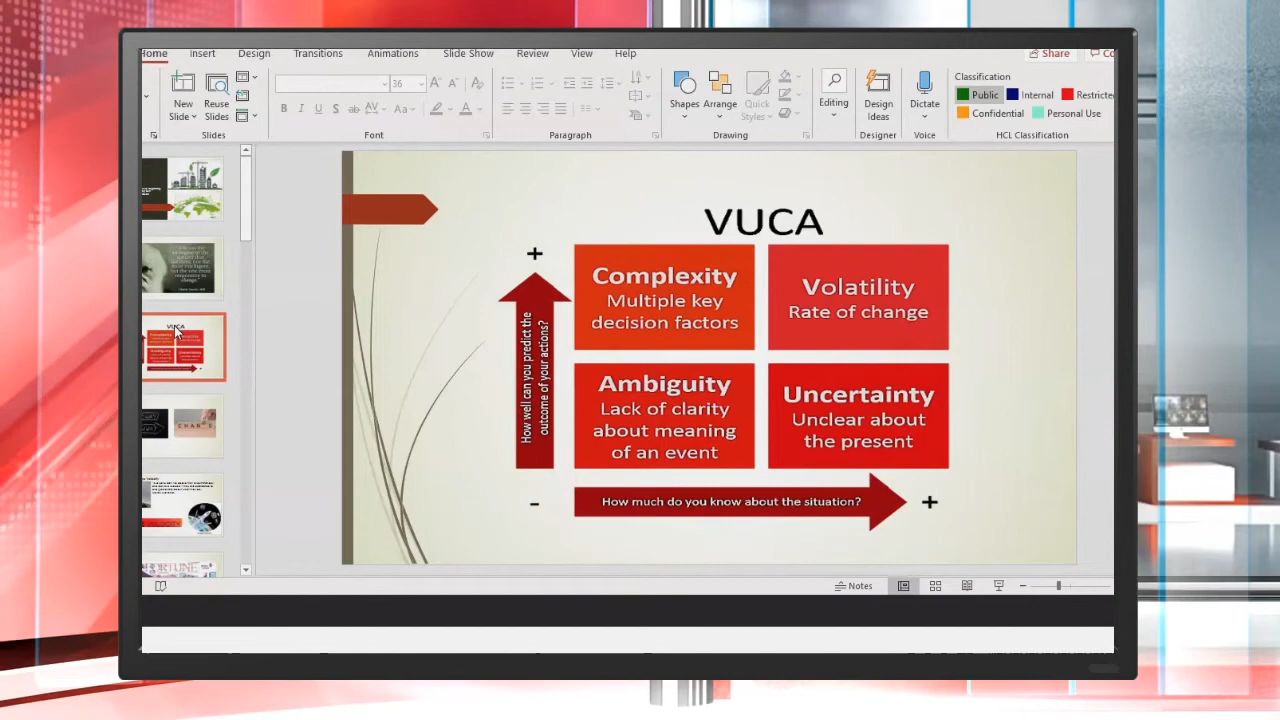 Home Insert Design Transitions Animations Slide Show Review View Help Share
36
New
Slide
Reuse
Slides
Shapes
Arrange
Quick
Styles
Editing
Design
Ideas
Dictate
Classification
Public Internal Restricte
Confidential Personal Use
Slides Font Paragraph Drawing Designer Voice HCL Classification
VUCA
+
Complexity
Multiple key
decision factors
Volatility
Rate of change
How well can you predict the
outcome of your actions?
Ambiguity
Lack of clarity
about meaning
of an event
Uncertainty
Unclear about
the present
-
How much do you know about the situation?
+
VUCA
Notes